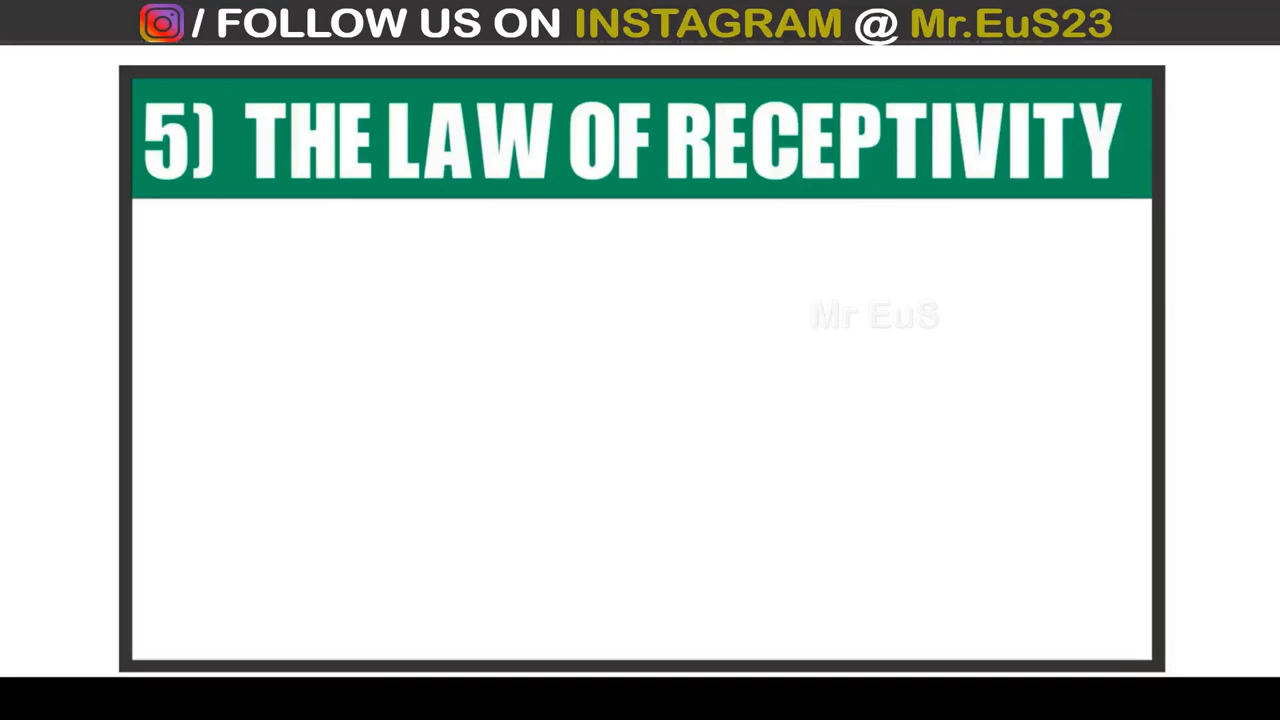 / FOLLOW US ON INSTAGRAM @ Mr.EuS23
5) THE LAW OF RECEPTIVITY
Mr EuS